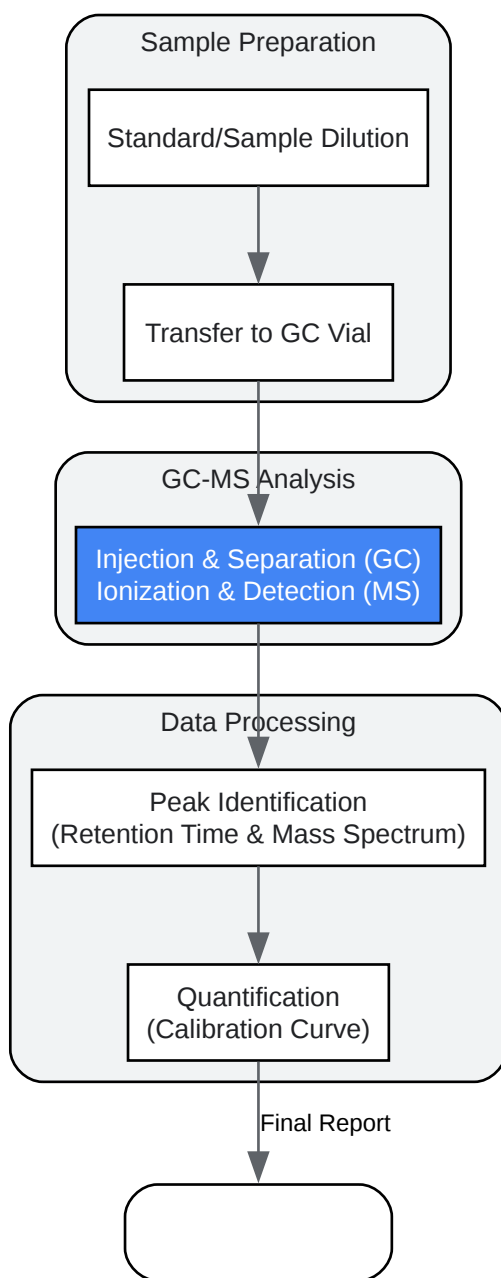 Sample Preparation
Standard/Sample Dilution
Transfer to GC Vial
GC-MS Analysis
Injection & Separation (GC)
Ionization & Detection (MS)
Data Processing
Peak Identification
(Retention Time & Mass Spectrum)
Quantification
(Calibration Curve)
Final Report